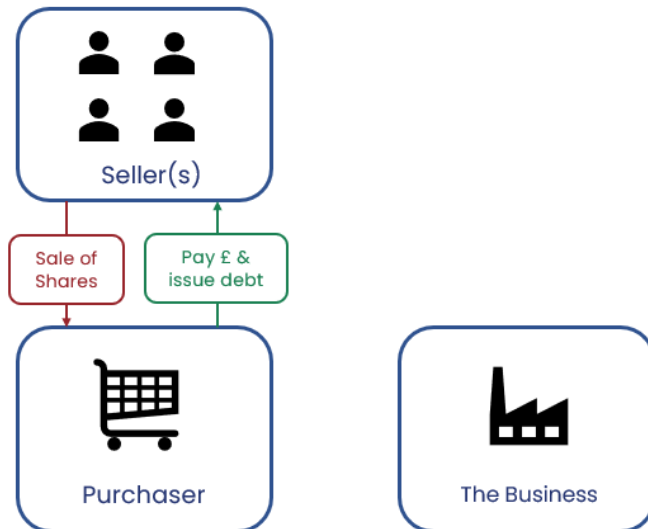 Seller(s)
Sale of
Shares
Pay £ &
issue debt
Purchaser
The Business